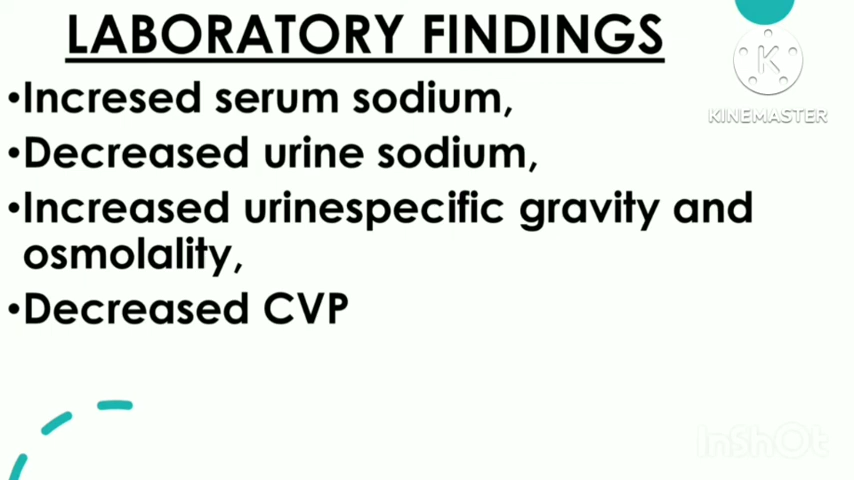 LABORATORY FINDINGS
•Incresed serum sodium,
•Decreased urine sodium,
•Increased urinespecific gravity and
osmolality,
•Decreased CVP
K
KINEMASTER
InShOt